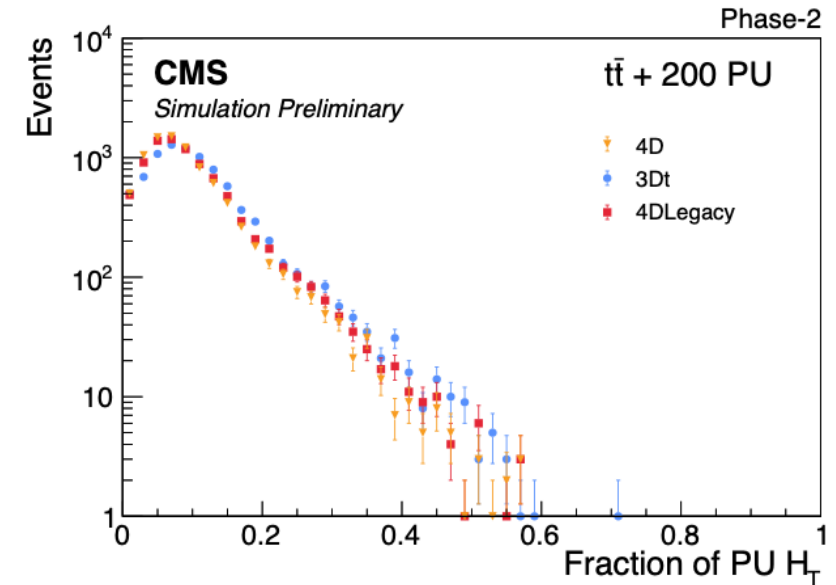 Phase-2
Events
CMS
Simulation Preliminary
tt̄ + 200 PU
4D
3Dt
4DLegacy
10⁴
10³
10²
10
1
0
0.2
0.4
0.6
0.8
1
Fraction of PU H_T